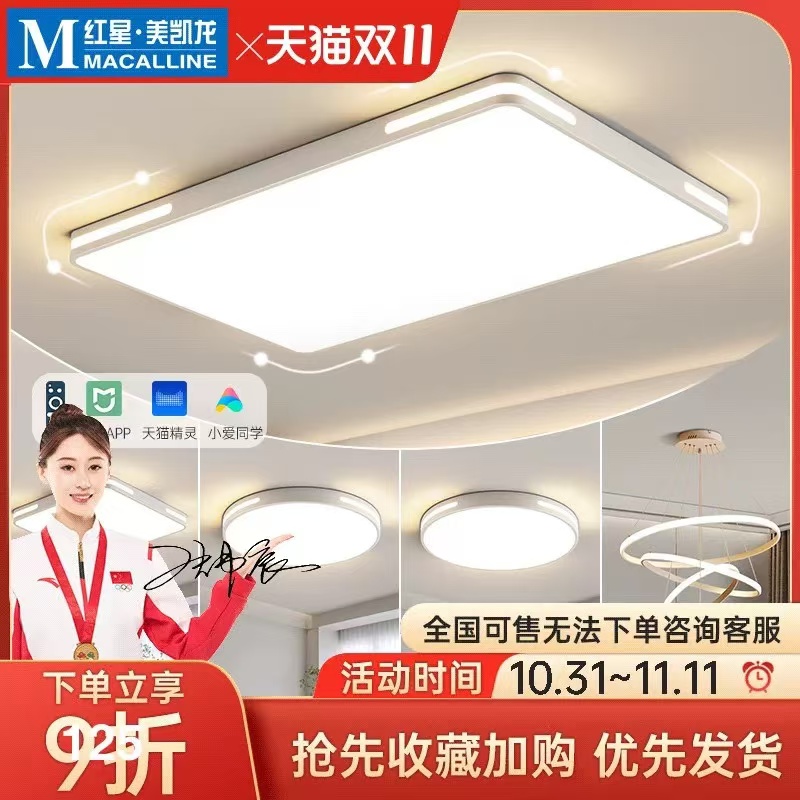 M 红星·美凯龙
MACALLINE
×天猫双11
APP 天猫精灵 小爱同学
全国可售无法下单咨询客服
活动时间 10.31~11.11
下单立享
9折
125
抢先收藏加购 优先发货